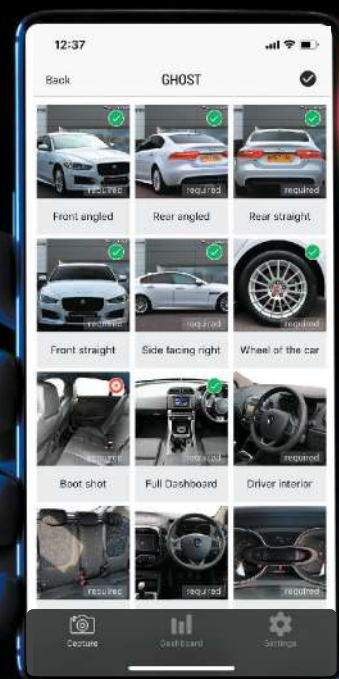 12:37
Back GHOST
required required required
Front angled Rear angled Rear straight
required required required
Front straight Side facing right Wheel of the car
required required required
Boot shot Full Dashboard Driver interior
required required required
Capture Dashboard Settings